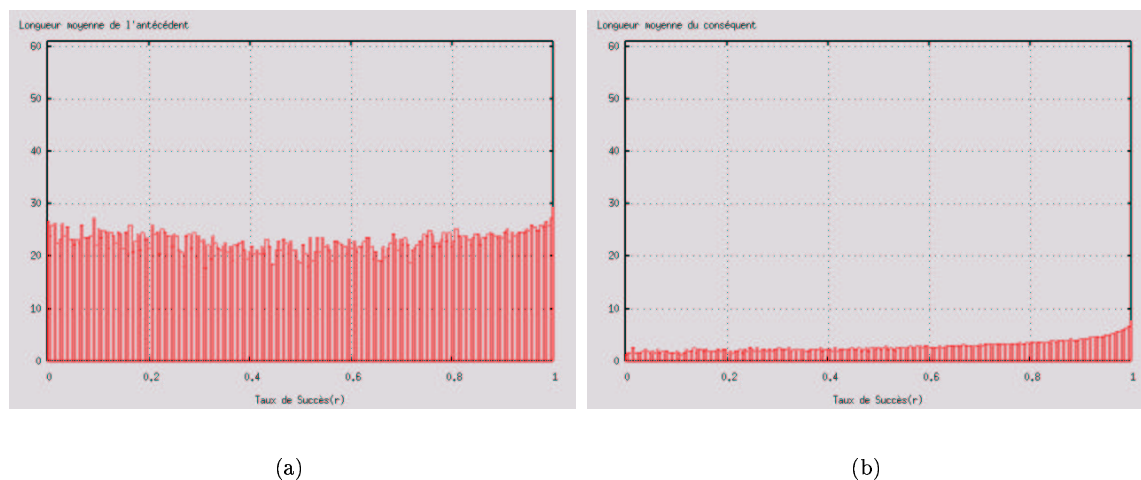 Longueur moyenne de l'antécédent
60
50
40
30
20
10
0
0 0.2 0.4 0.6 0.8 1
Taux de Succès(r)
(a)
Longueur moyenne du conséquent
60
50
40
30
20
10
0
0 0.2 0.4 0.6 0.8 1
Taux de Succès(r)
(b)